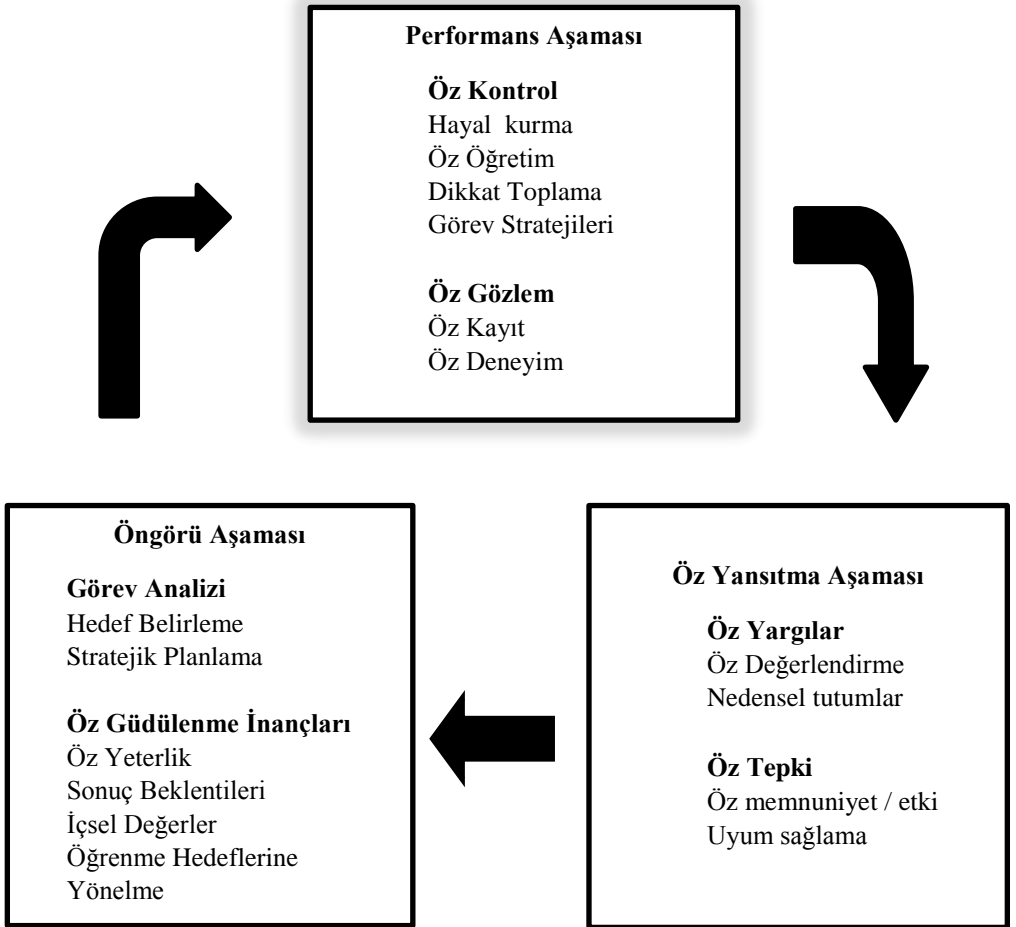 Performans Aşaması
Öz Kontrol
Hayal kurma
Öz Öğretim
Dikkat Toplama
Görev Stratejileri
Öz Gözlem
Öz Kayıt
Öz Deneyim
Öngörü Aşaması
Görev Analizi
Hedef Belirleme
Stratejik Planlama
Öz Güdülenme İnançları
Öz Yeterlik
Sonuç Beklentileri
İçsel Değerler
Öğrenme Hedeflerine
Yönelme
Öz Yansıtma Aşaması
Öz Yargılar
Öz Değerlendirme
Nedensel tutumlar
Öz Tepki
Öz memnuniyet / etki
Uyum sağlama